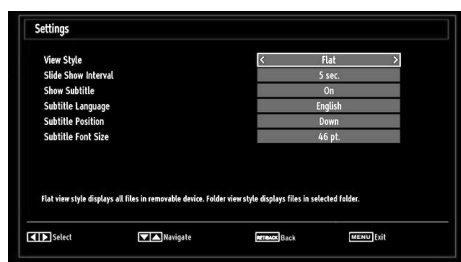 Settings
View Style < Flat >
Slide Show Interval 5 sec.
Show Subtitle On
Subtitle Language English
Subtitle Position Down
Subtitle Font Size 46 pt.
Flat view style displays all files in removable device. Folder view style displays files in selected folder.
Select Navigate RET/BACK Back MENU Exit